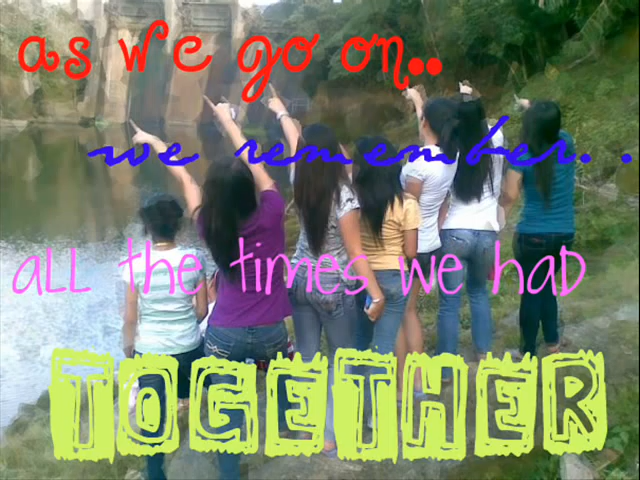 as we go on..
we remember. .
all the times we had
TOGETHER